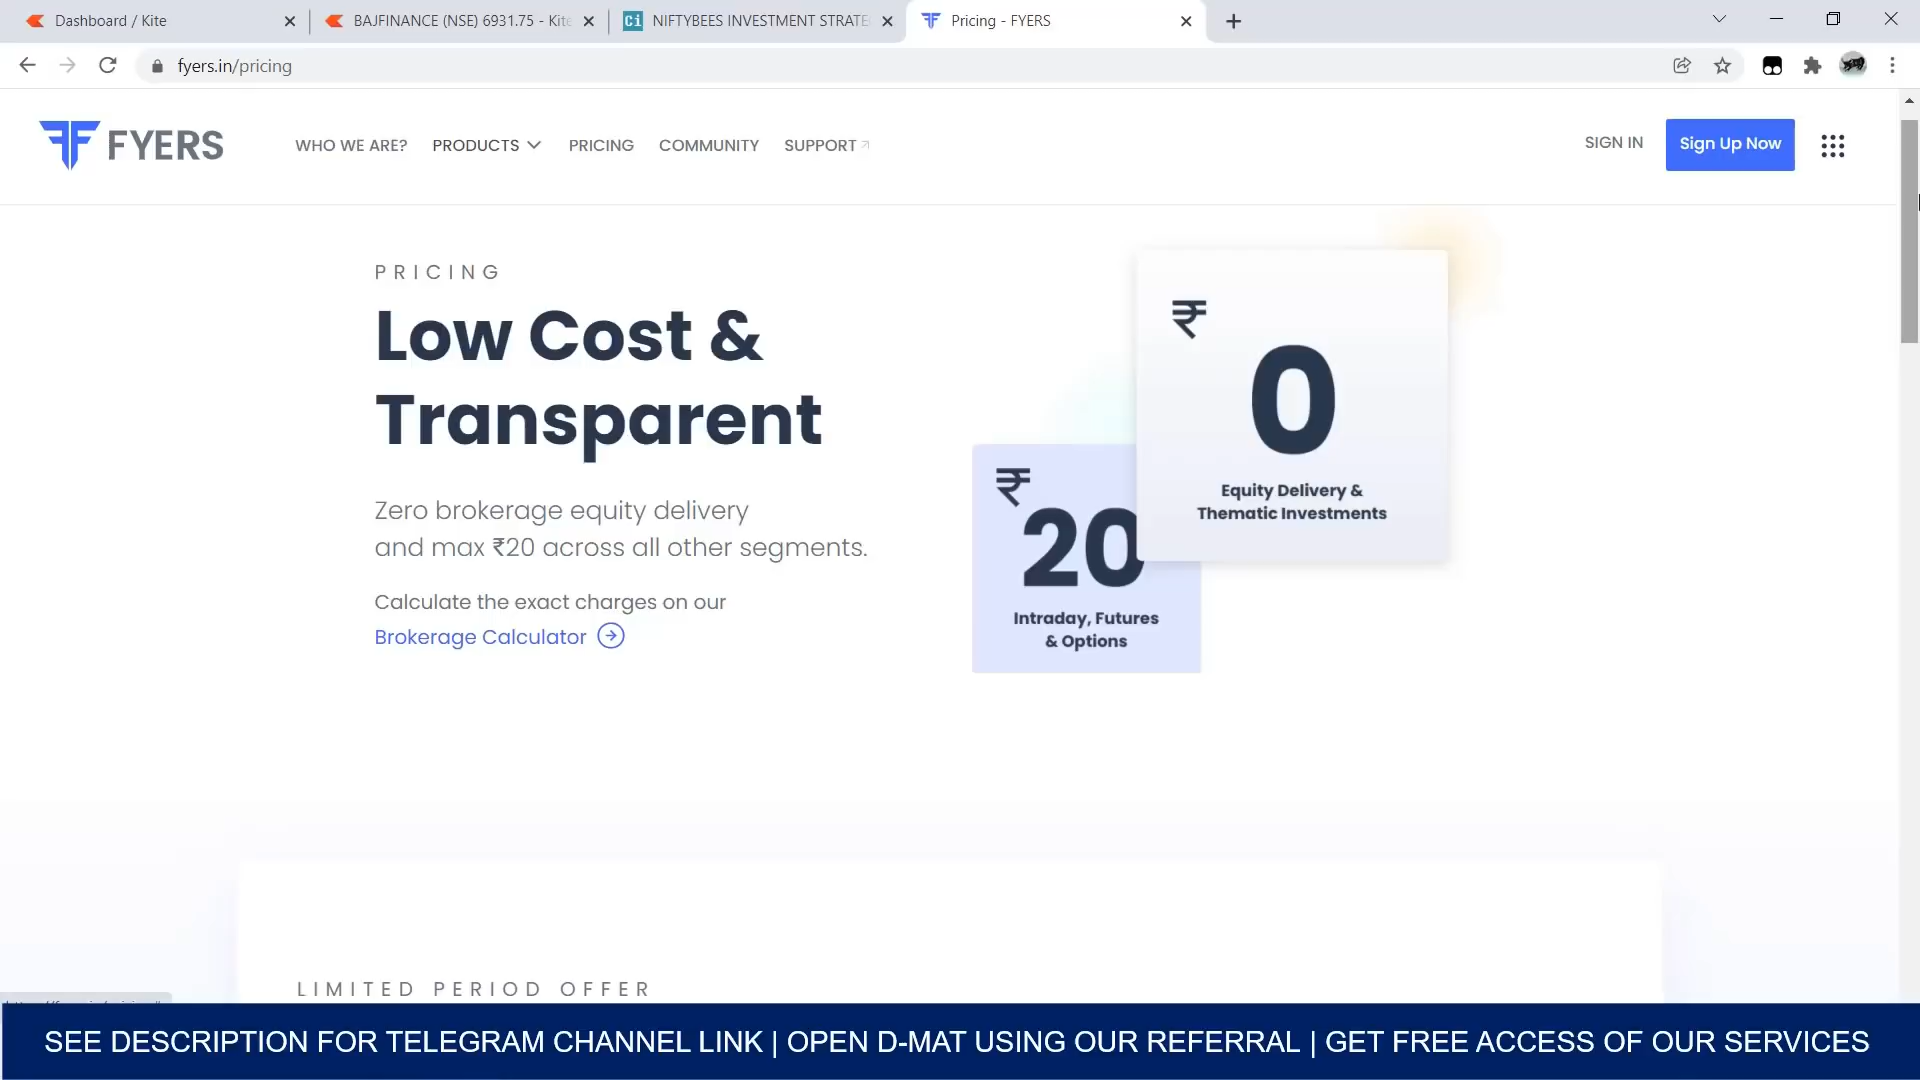 Dashboard / Kite
BAJFINANCE (NSE) 6931.75 - Kite
NIFTYBEES INVESTMENT STRATE
Pricing - FYERS
fyers.in/pricing
FYERS
WHO WE ARE?
PRODUCTS
PRICING
COMMUNITY
SUPPORT
SIGN IN
Sign Up Now
PRICING
Low Cost &
Transparent
Zero brokerage equity delivery
and max ₹20 across all other segments.
Calculate the exact charges on our
Brokerage Calculator
₹
0
Equity Delivery &
Thematic Investments
₹
20
Intraday, Futures
& Options
LIMITED PERIOD OFFER
SEE DESCRIPTION FOR TELEGRAM CHANNEL LINK | OPEN D-MAT USING OUR REFERRAL | GET FREE ACCESS OF OUR SERVICES